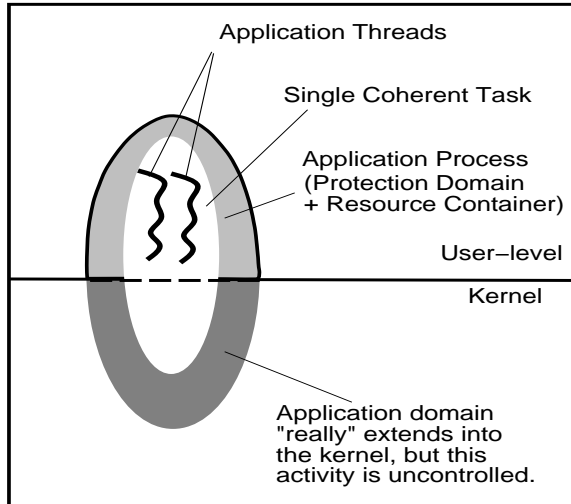 Application Threads
Single Coherent Task
Application Process
(Protection Domain
+ Resource Container)
User−level
Kernel
Application domain
"really" extends into
the kernel, but this
activity is uncontrolled.